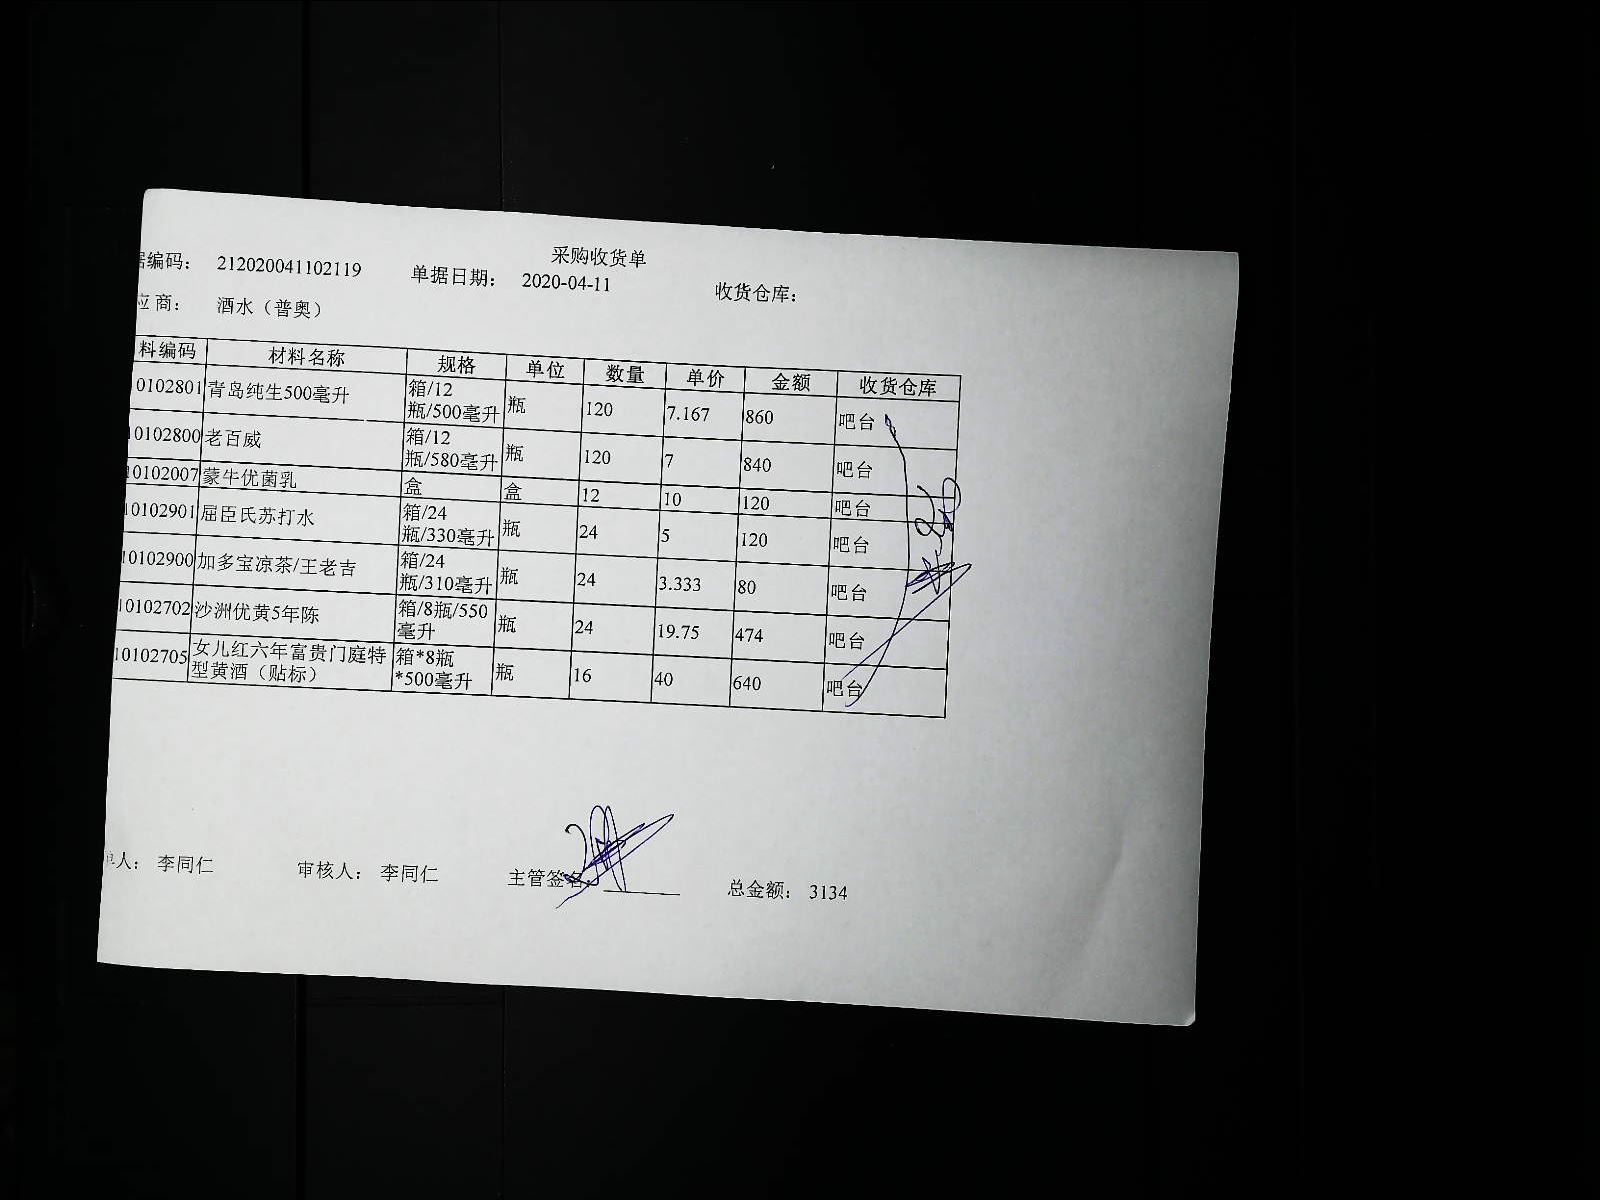 采购收货单
据编码： 212020041102119 单据日期： 2020-04-11 收货仓库：
应商： 酒水（普奥）
料编码 材料名称 规格 单位 数量 单价 金额 收货仓库
10102801 青岛纯生500毫升 箱/12 瓶/500毫升 瓶 120 7.167 860 吧台
10102800 老百威 箱/12 瓶/580毫升 瓶 120 7 840 吧台
10102007 蒙牛优菌乳 盒 盒 12 10 120 吧台
10102901 屈臣氏苏打水 箱/24 瓶/330毫升 瓶 24 5 120 吧台
10102900 加多宝凉茶/王老吉 箱/24 瓶/310毫升 瓶 24 3.333 80 吧台
10102702 沙洲优黄5年陈 箱/8瓶/550 毫升 瓶 24 19.75 474 吧台
10102705 女儿红六年富贵门庭特型黄酒（贴标） 箱*8瓶 *500毫升 瓶 16 40 640 吧台
单人： 李同仁 审核人： 李同仁 主管签名： 总金额： 3134